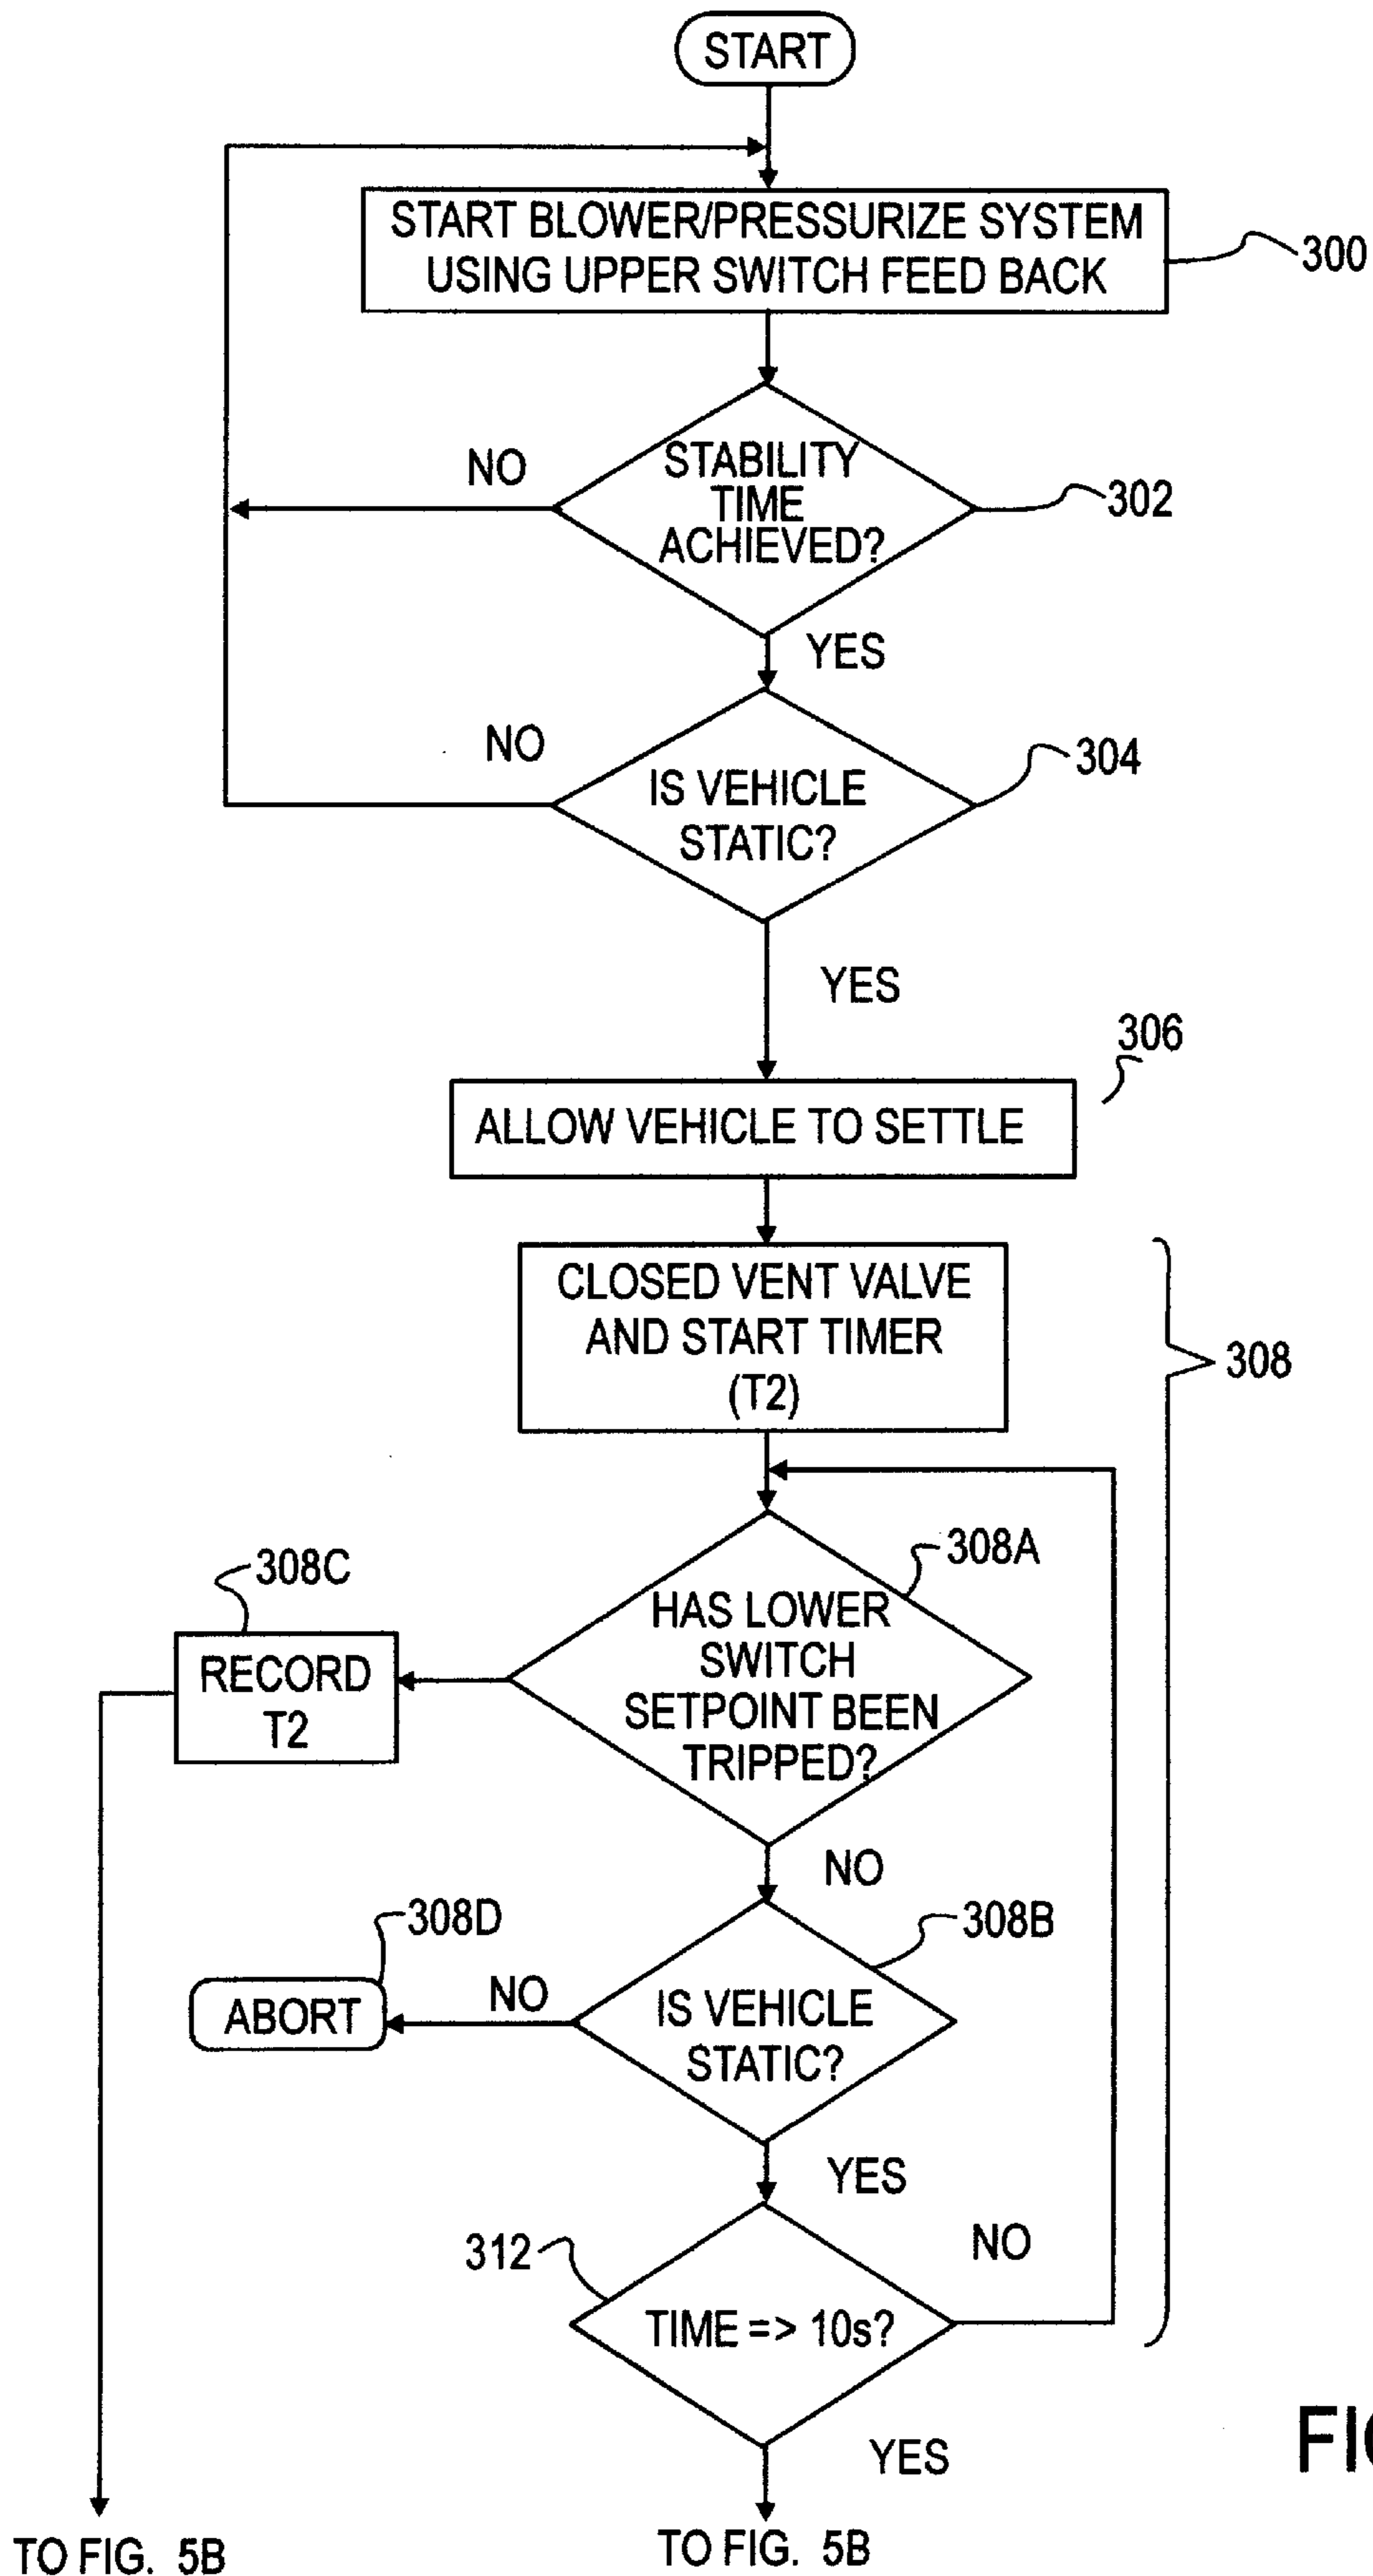 START
START BLOWER/PRESSURIZE SYSTEM
USING UPPER SWITCH FEED BACK
300
STABILITY
TIME
ACHIEVED?
NO
302
YES
NO
IS VEHICLE
STATIC?
304
YES
306
ALLOW VEHICLE TO SETTLE
CLOSED VENT VALVE
AND START TIMER
(T2)
308
308A
308C
HAS LOWER
SWITCH
SETPOINT BEEN
TRIPPED?
RECORD
T2
NO
308D
308B
ABORT
NO
IS VEHICLE
STATIC?
YES
312
NO
TIME => 10s?
YES
TO FIG. 5B
TO FIG. 5B